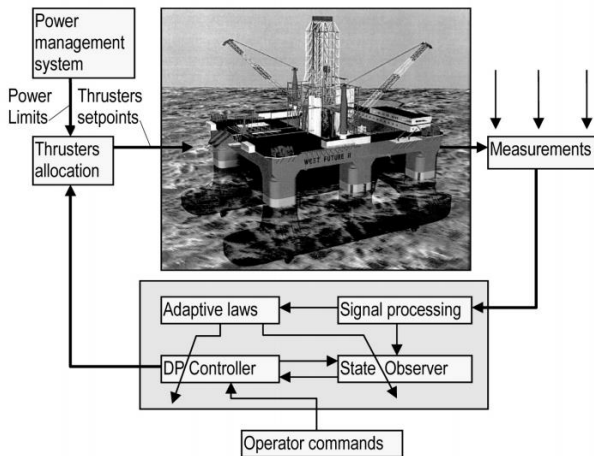 Power
management
system
Power
Limits
Thrusters
setpoints
Thrusters
allocation
WEST FUTURE II
Measurements
Adaptive laws
Signal processing
DP Controller
State Observer
Operator commands